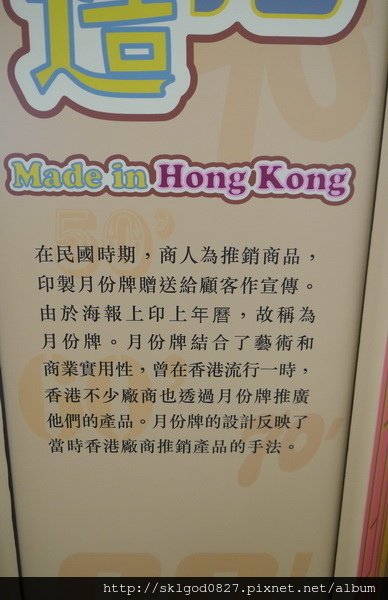 造
Made in Hong Kong
50'
在民國時期，商人為推銷商品，
印製月份牌贈送給顧客作宣傳。
由於海報上印上年曆，故稱為
月份牌。月份牌結合了藝術和
商業實用性，曾在香港流行一時，
香港不少廠商也透過月份牌推廣
他們的產品。月份牌的設計反映了
當時香港廠商推銷產品的手法。
70'
http://sklgod0827.pixnet.net/album